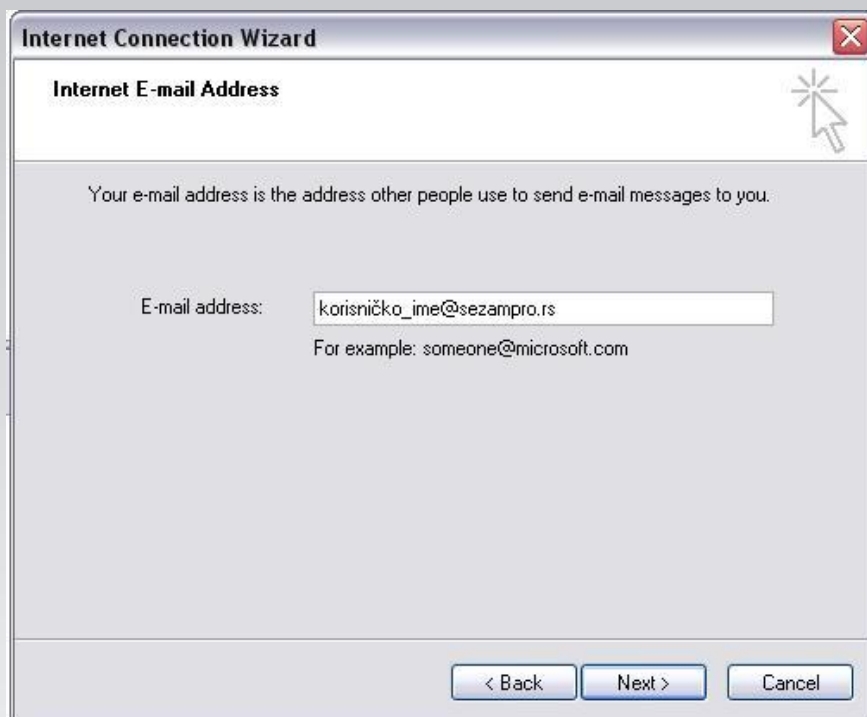 Internet Connection Wizard
Internet E-mail Address
Your e-mail address is the address other people use to send e-mail messages to you.
E-mail address: korisničko_ime@sezampro.rs
For example: someone@microsoft.com
< Back Next > Cancel